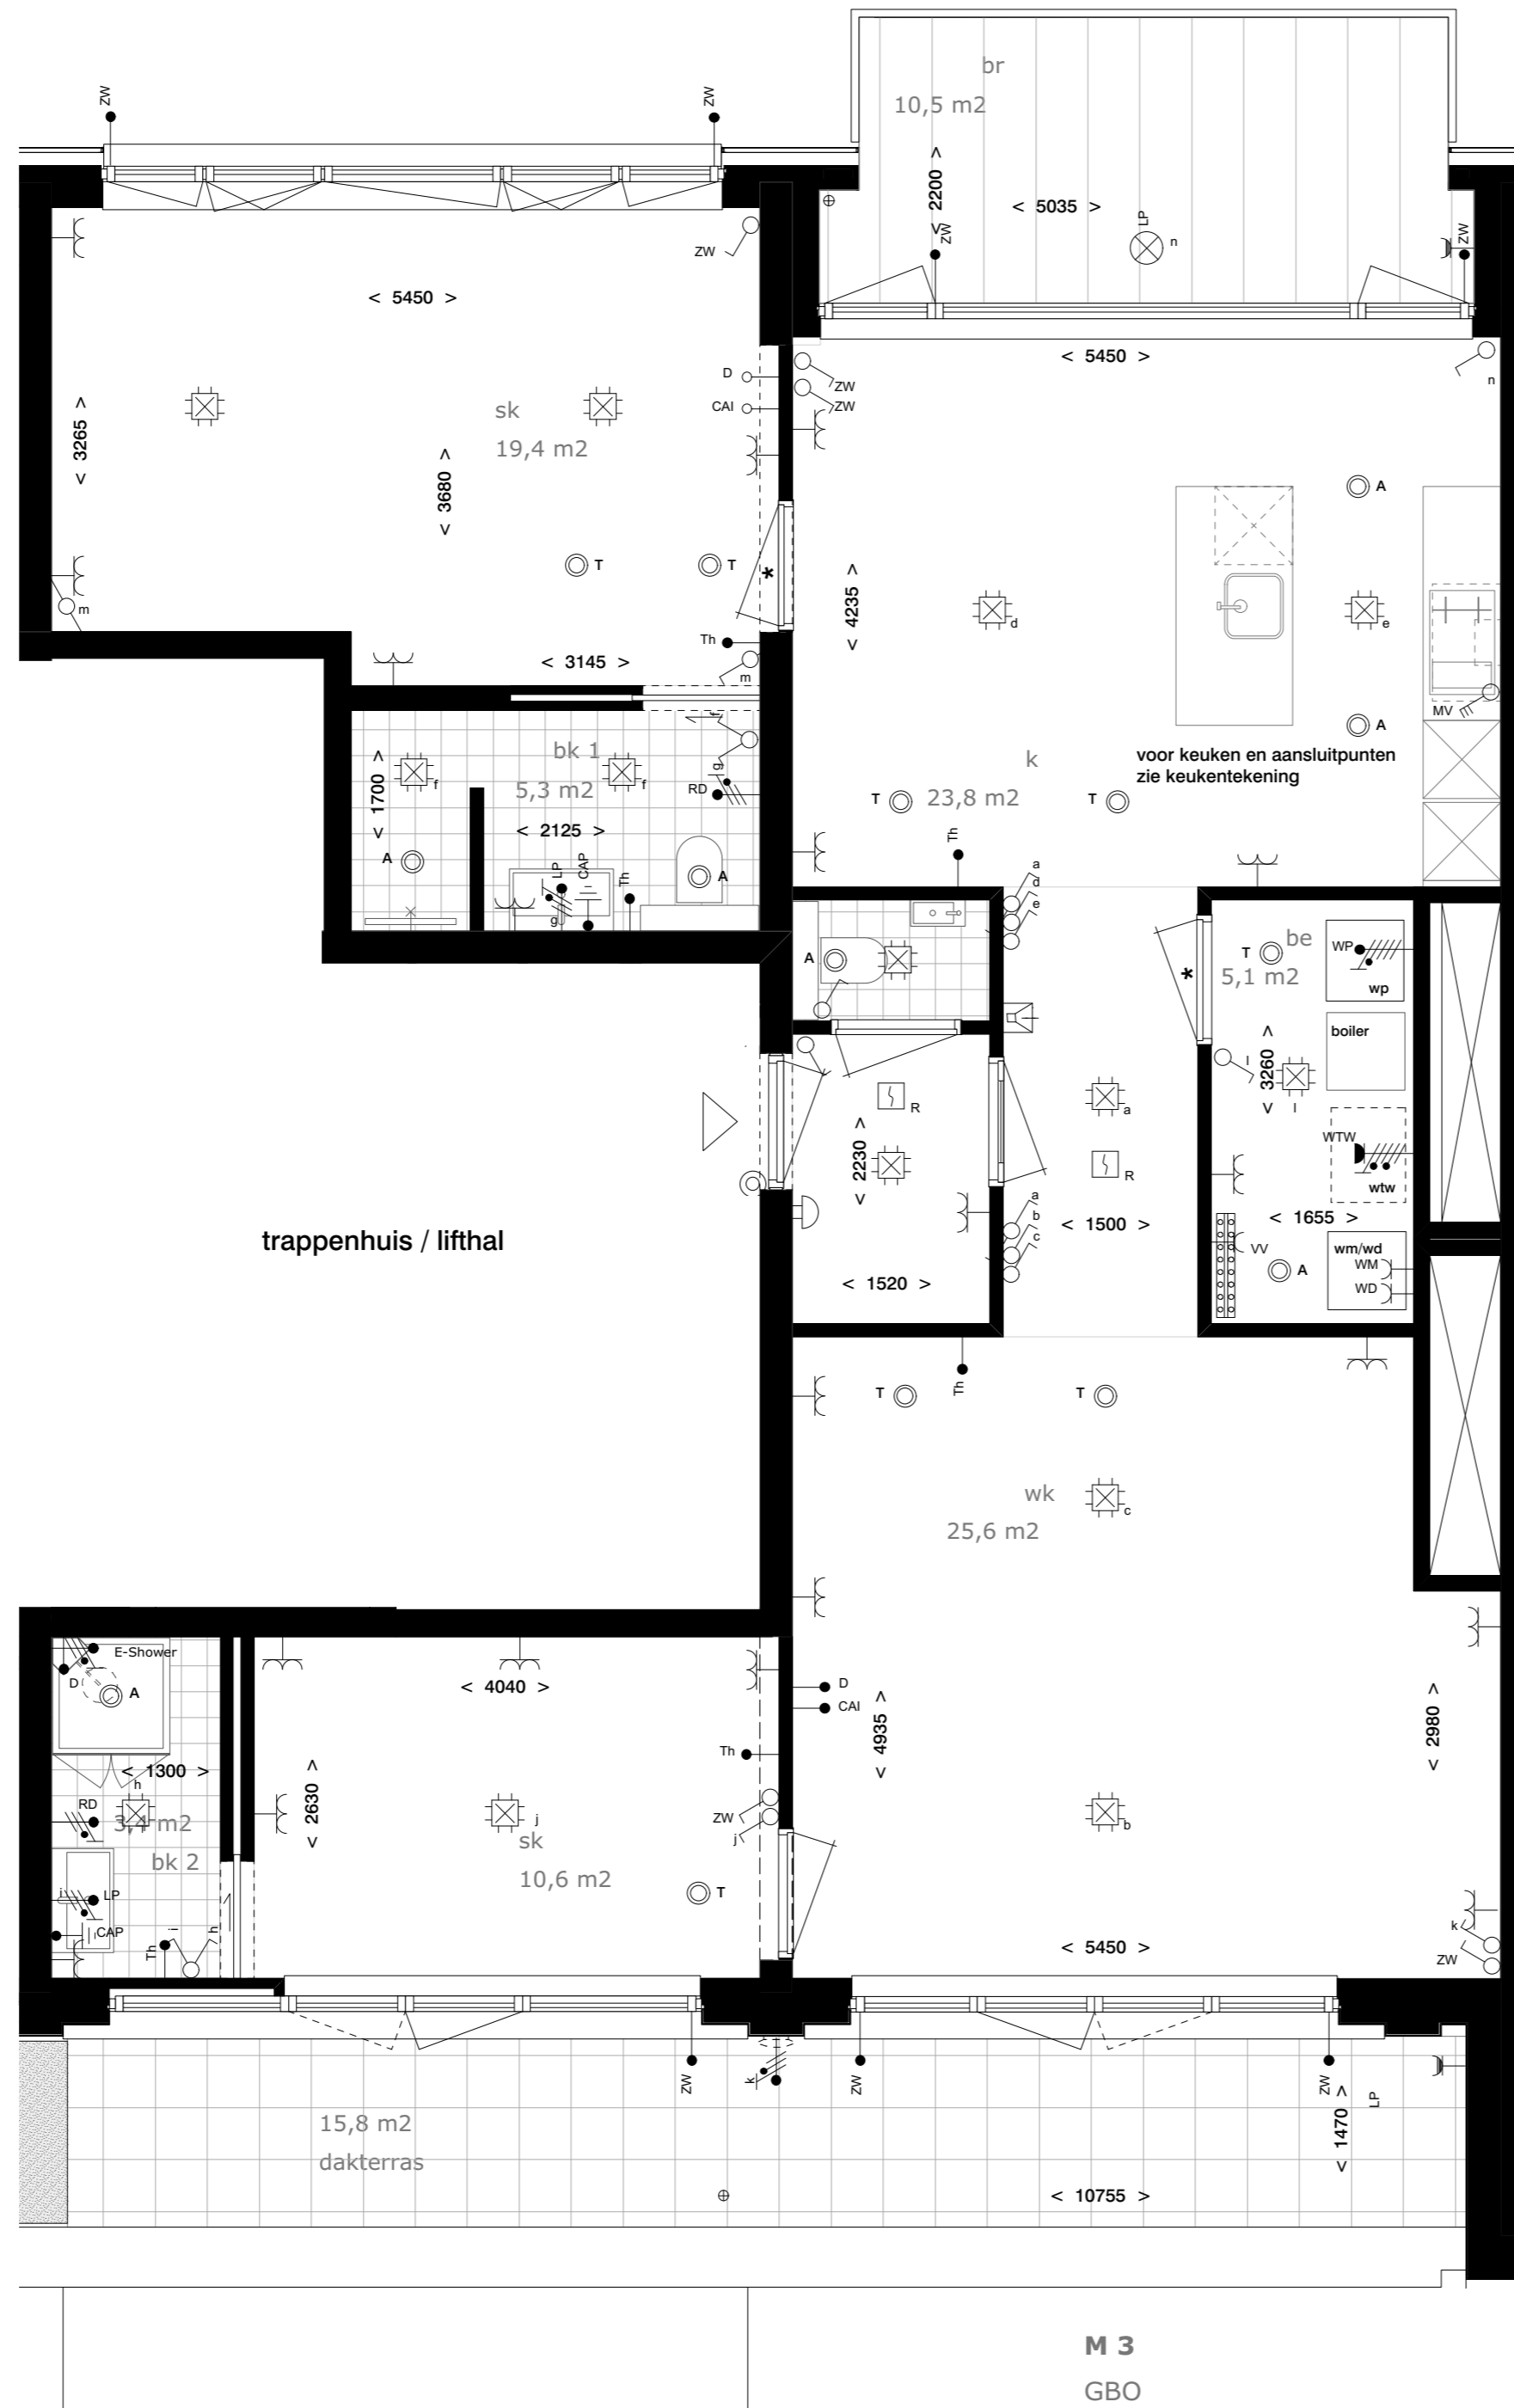 br
10,5 m2
ZW
ZW
< 2200 >
< 5035 >
LP
n
ZW
ZW
ZW
< 5450 >
< 5450 >
n
D
ZW
CAI
ZW
sk
19,4 m2
< 3265 >
< 3680 >
A
T
T
*
m
< 4235 >
d
e
Th
< 3145 >
m
MV
f
bk 1
5,3 m2
f
f
g
RD
< 1700 >
< 2125 >
A
LP
CAP
Th
A
g
A
voor keuken en aansluitpunten
zie keukentekening
k
23,8 m2
T
T
Th
a
d
e
A
T
be
5,1 m2
WP
wp
*
boiler
l
< 3260 >
l
R
a
< 2230 >
R
WTW
wtw
a
b
c
< 1500 >
< 1655 >
VV
A
wm/wd
WM
WD
trappenhuis / lifthal
< 1520 >
Th
T
T
wk
25,6 m2
c
E-Shower
D
A
< 4040 >
D
CAI
< 4935 >
< 2980 >
Th
< 1300 >
h
RD
3,4 m2
bk 2
< 2630 >
j
sk
10,6 m2
ZW
j
b
T
i
LP
CAP
Th
i
h
< 5450 >
k
ZW
ZW
k
ZW
ZW
< 1470 >
LP
15,8 m2
dakterras
< 10755 >
M 3
GBO